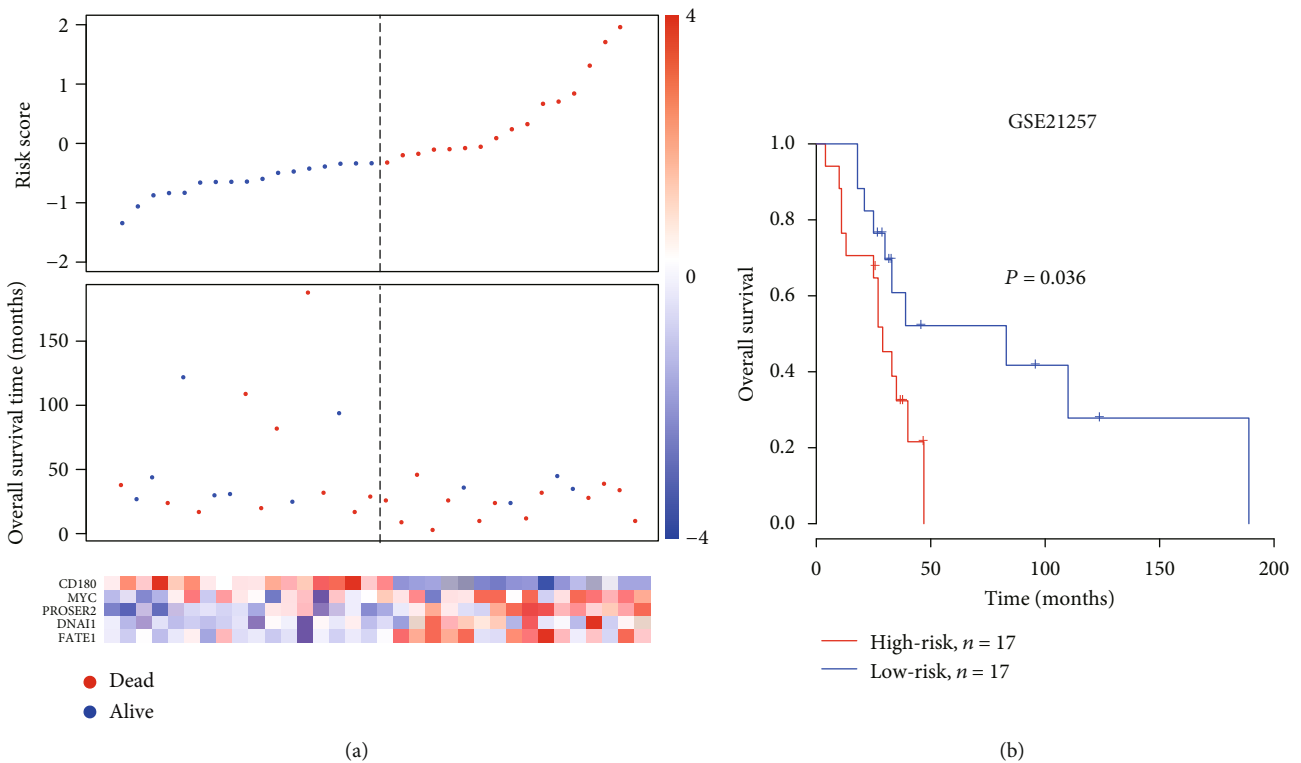 2
1
0
−1
−2
Risk score
150
100
50
0
Overall survival time (months)
4
0
−4
CD180
MYC
PROSER2
DNAI1
FATE1
Dead
Alive
(a)
GSE21257
1.0
0.8
0.6
0.4
0.2
0.0
Overall survival
P = 0.036
0 50 100 150 200
Time (months)
High-risk, n = 17
Low-risk, n = 17
(b)